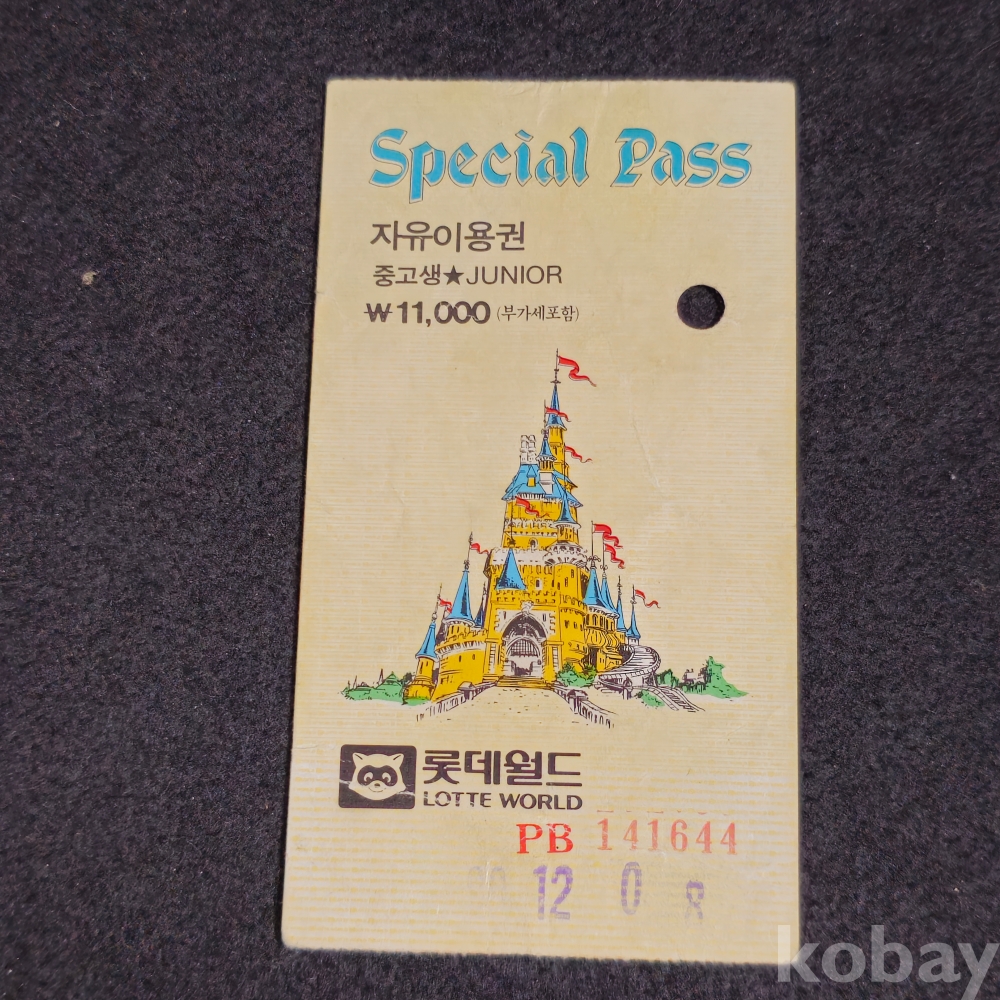 Special Pass
자유이용권
중고생★JUNIOR
₩11,000 (부가세포함)
롯데월드
LOTTE WORLD
PB 141644
12 0 8
kobay